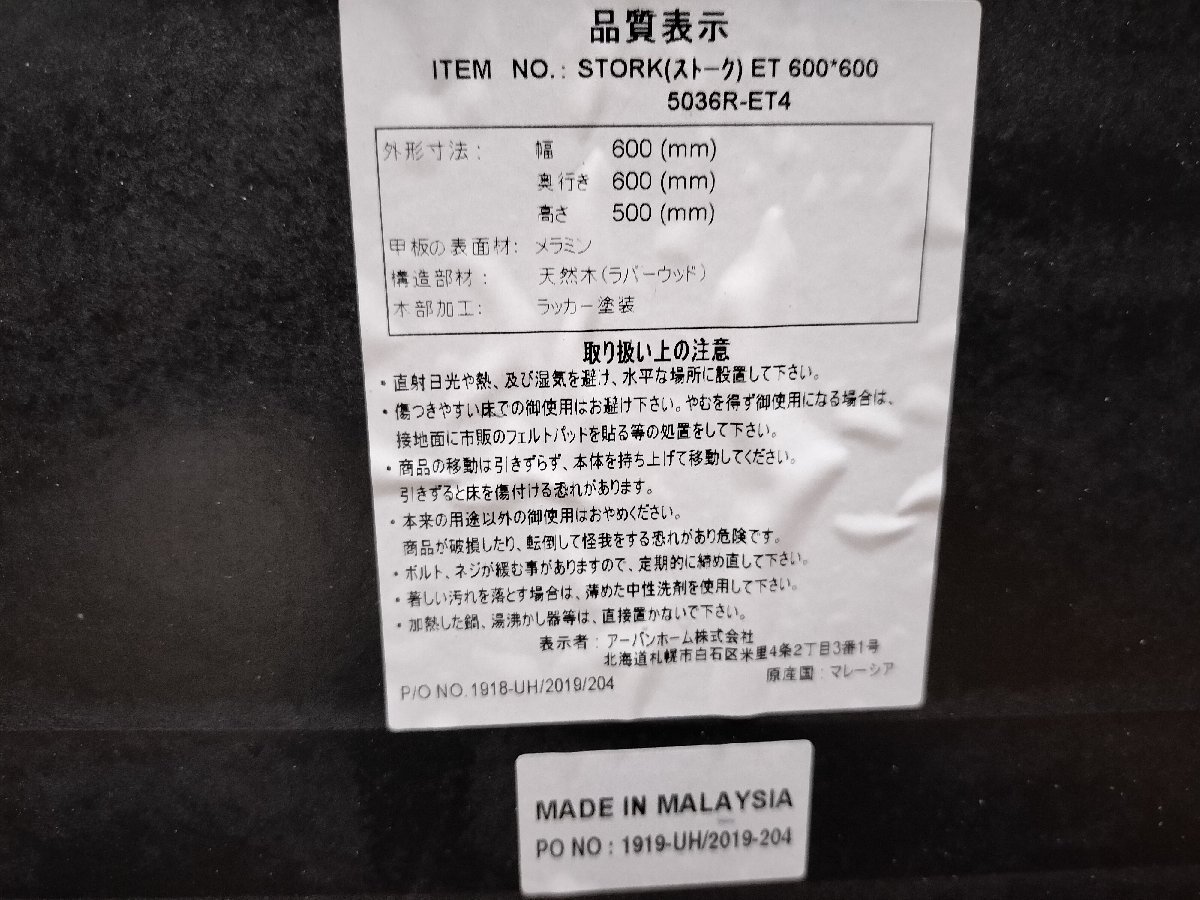 品質表示
ITEM NO.: STORK(ストーク) ET 600*600
5036R-ET4
外形寸法: 幅 600 (mm)
奥行き 600 (mm)
高さ 500 (mm)
甲板の表面材: メラミン
構造部材: 天然木(ラバーウッド)
木部加工: ラッカー塗装
取り扱い上の注意
・直射日光や熱、及び湿気を避け、水平な場所に設置して下さい。
・傷つきやすい床での御使用はお避け下さい。やむを得ず御使用になる場合は、
接地面に市販のフェルトパッドを貼る等の処置をして下さい。
・商品の移動は引きずらず、本体を持ち上げて移動してください。
引きずると床を傷付ける恐れがあります。
・本来の用途以外の御使用はおやめください。
商品が破損したり、転倒して怪我をする恐れがあり危険です。
・ボルト、ネジが緩む事がありますので、定期的に締め直して下さい。
・著しい汚れを落とす場合は、薄めた中性洗剤を使用して下さい。
・加熱した鍋、湯沸かし器等は、直接置かないで下さい。
表示者: アーバンホーム株式会社
北海道札幌市白石区米里4条2丁目3番1号
P/O NO.1918-UH/2019/204 原産国: マレーシア
MADE IN MALAYSIA
PO NO : 1919-UH/2019-204